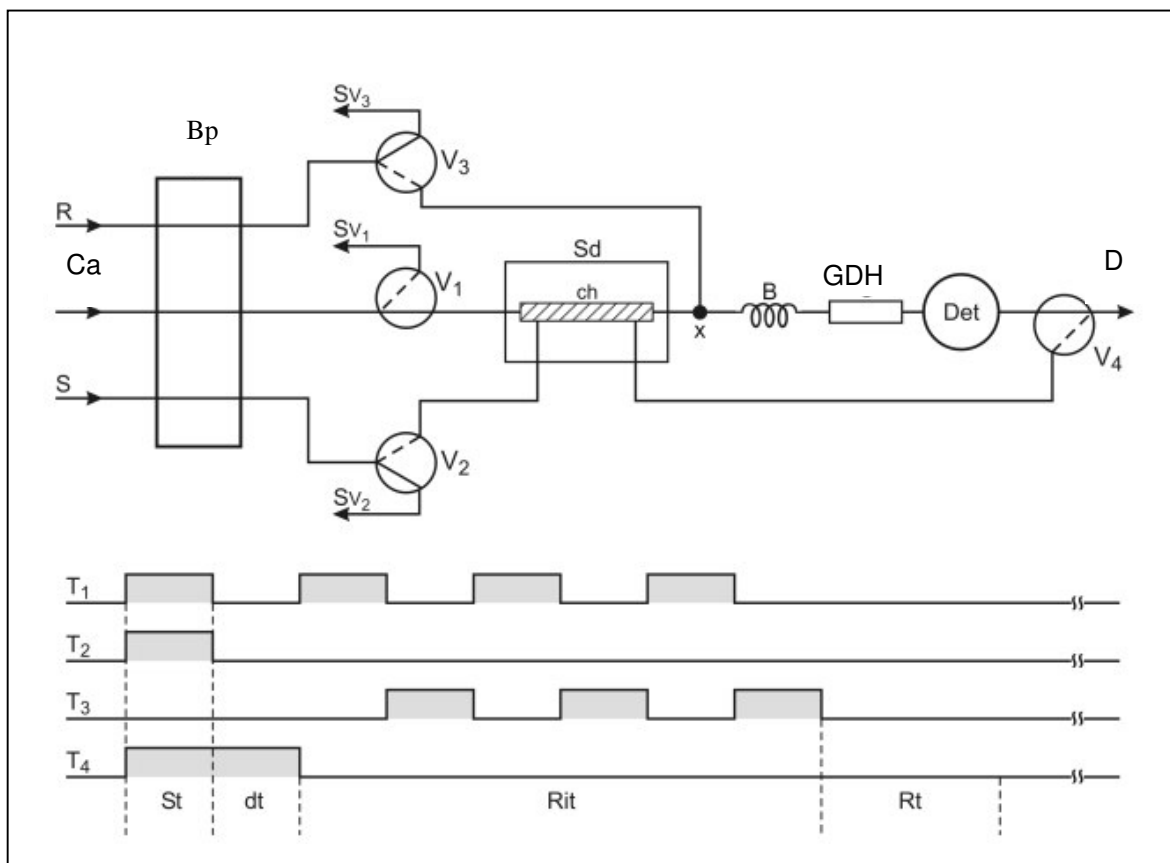 Bp
SV₃
V₃
R
SV₁
Ca
V₁
Sd
ch
x
B
GDH
Det
D
V₄
S
V₂
SV₂
T₁
T₂
T₃
T₄
St dt Rit Rt